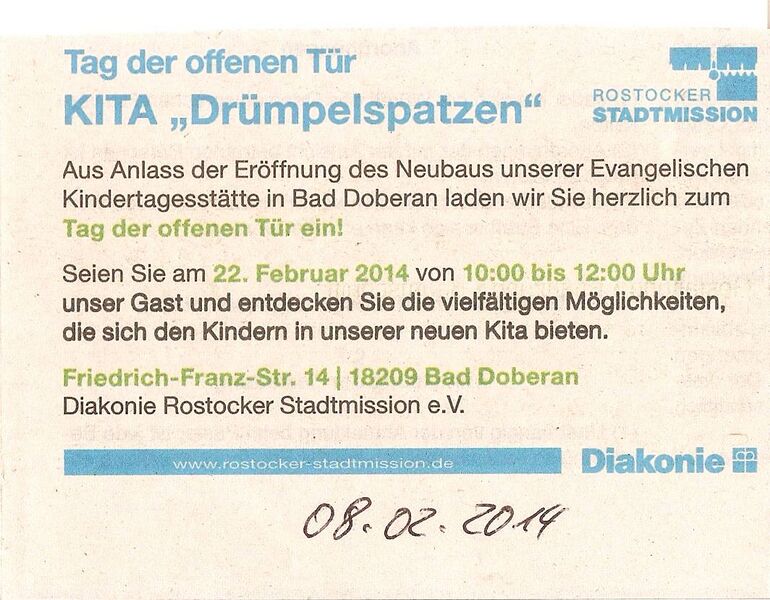 Tag der offenen Tür
KITA „Drümpelspatzen“
ROSTOCKER
STADTMISSION
Aus Anlass der Eröffnung des Neubaus unserer Evangelischen
Kindertagesstätte in Bad Doberan laden wir Sie herzlich zum
Tag der offenen Tür ein!
Seien Sie am 22. Februar 2014 von 10:00 bis 12:00 Uhr
unser Gast und entdecken Sie die vielfältigen Möglichkeiten,
die sich den Kindern in unserer neuen Kita bieten.
Friedrich-Franz-Str. 14 | 18209 Bad Doberan
Diakonie Rostocker Stadtmission e.V.
www.rostocker-stadtmission.de
Diakonie
08.02.2014